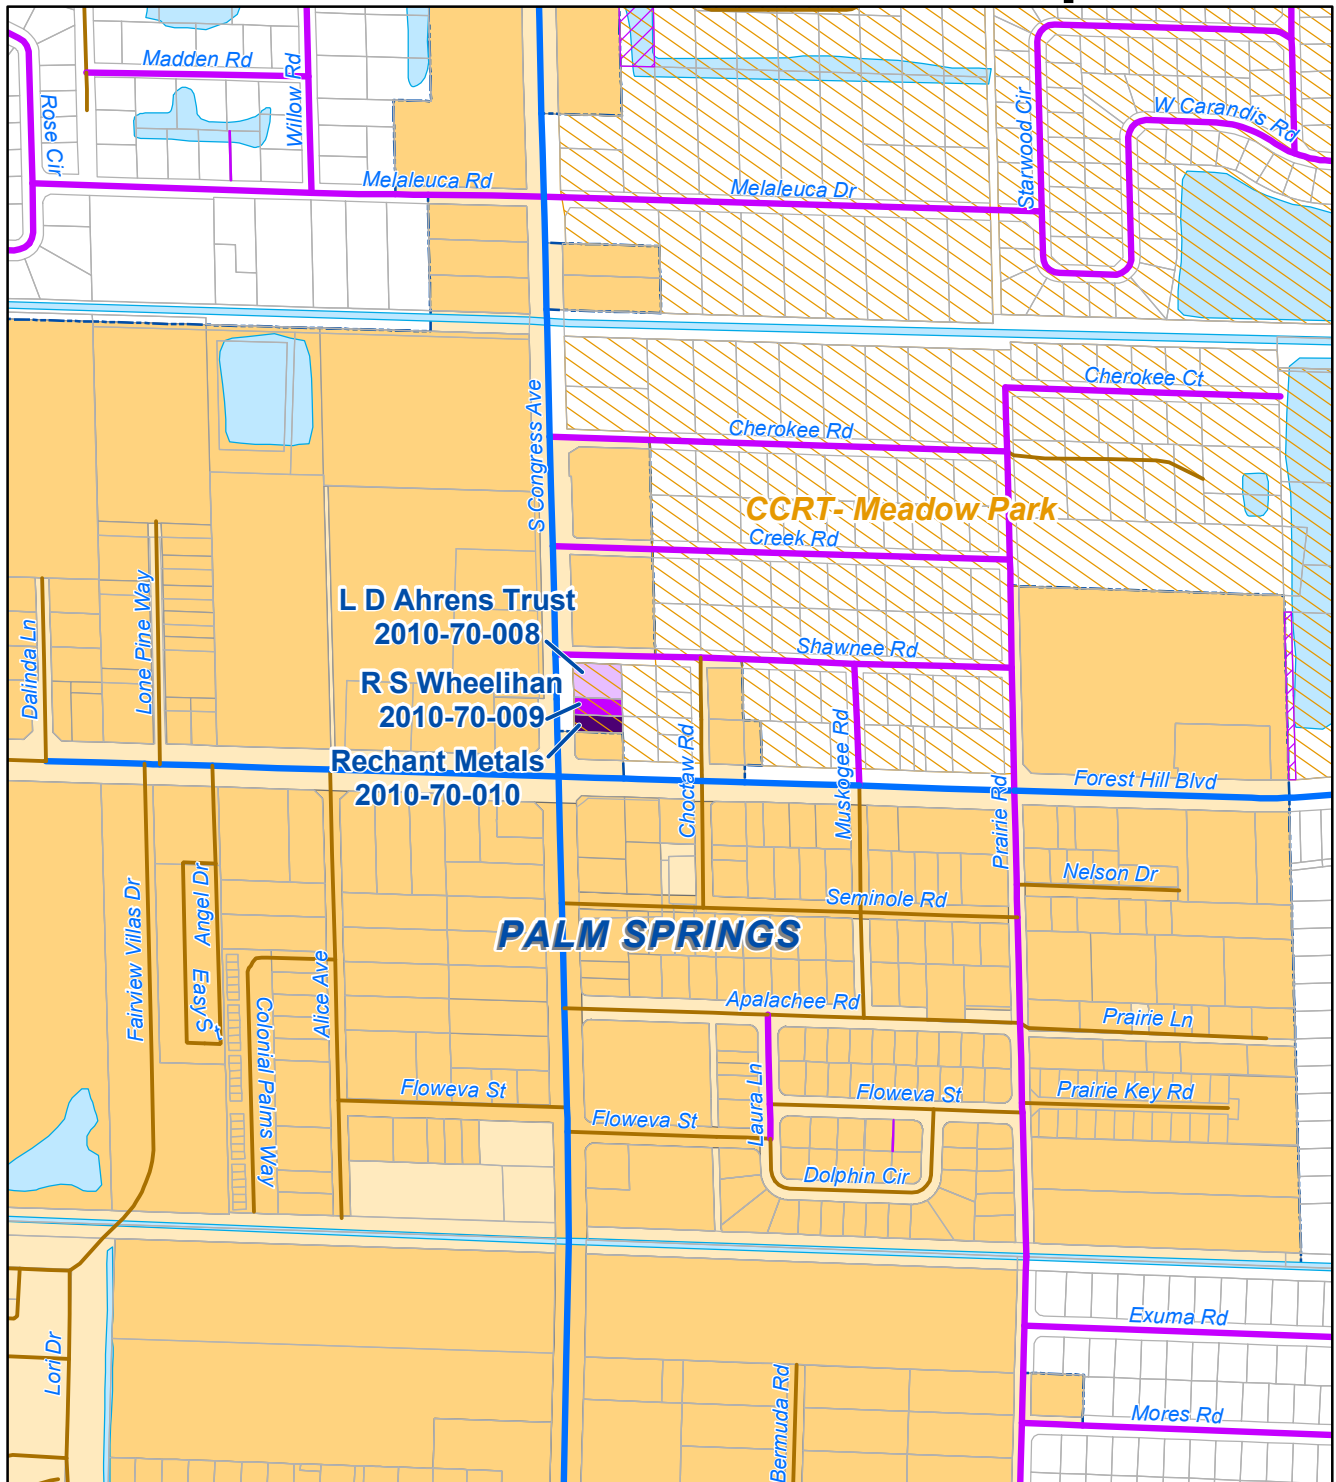 Madden Rd
Willow Rd
Rose Cir
Melaleuca Rd
Melaleuca Dr
Starwood Cir
W Carandis Rd
S Congress Ave
Cherokee Ct
Cherokee Rd
CCRT- Meadow Park
Creek Rd
Shawnee Rd
L D Ahrens Trust
2010-70-008
R S Wheelihan
2010-70-009
Rechant Metals
2010-70-010
Dalinda Ln
Lone Pine Way
Choctaw Rd
Muskogee Rd
Prairie Rd
Forest Hill Blvd
Nelson Dr
Seminole Rd
PALM SPRINGS
Fairview Villas Dr
Angel Dr
Easy S
Colonial Palms Way
Alice Ave
Apalachee Rd
Prairie Ln
Laura Ln
Floweva St
Floweva St
Floweva St
Prairie Key Rd
Dolphin Cir
Lori Dr
Bermuda Rd
Exuma Rd
Mores Rd